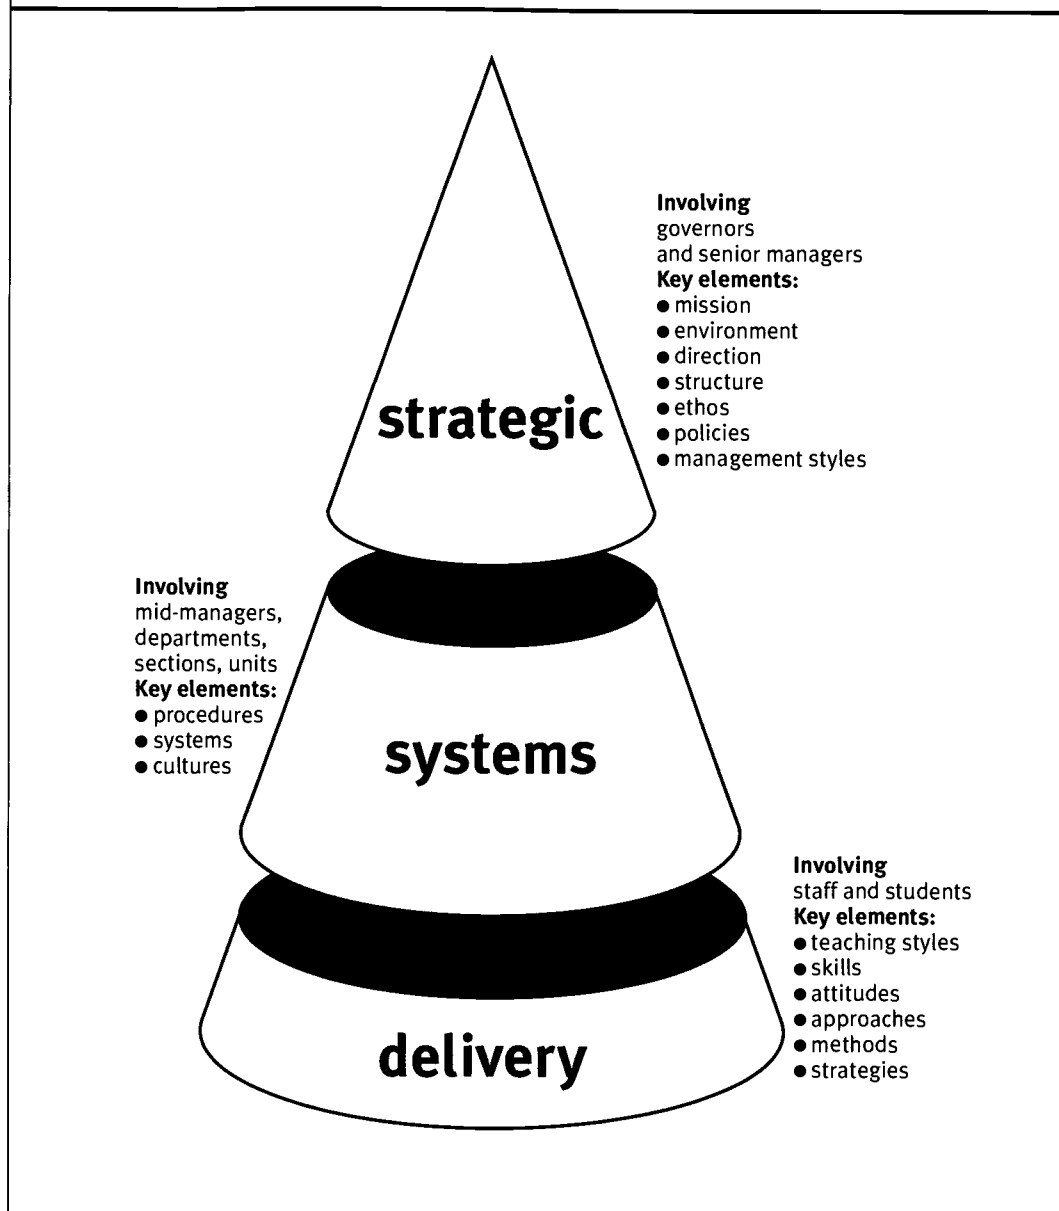 Involving
governors
and senior managers
Key elements:
● mission
● environment
● direction
● structure
● ethos
● policies
● management styles
strategic
Involving
mid-managers,
departments,
sections, units
Key elements:
● procedures
● systems
● cultures
systems
Involving
staff and students
Key elements:
● teaching styles
● skills
● attitudes
● approaches
● methods
● strategies
delivery